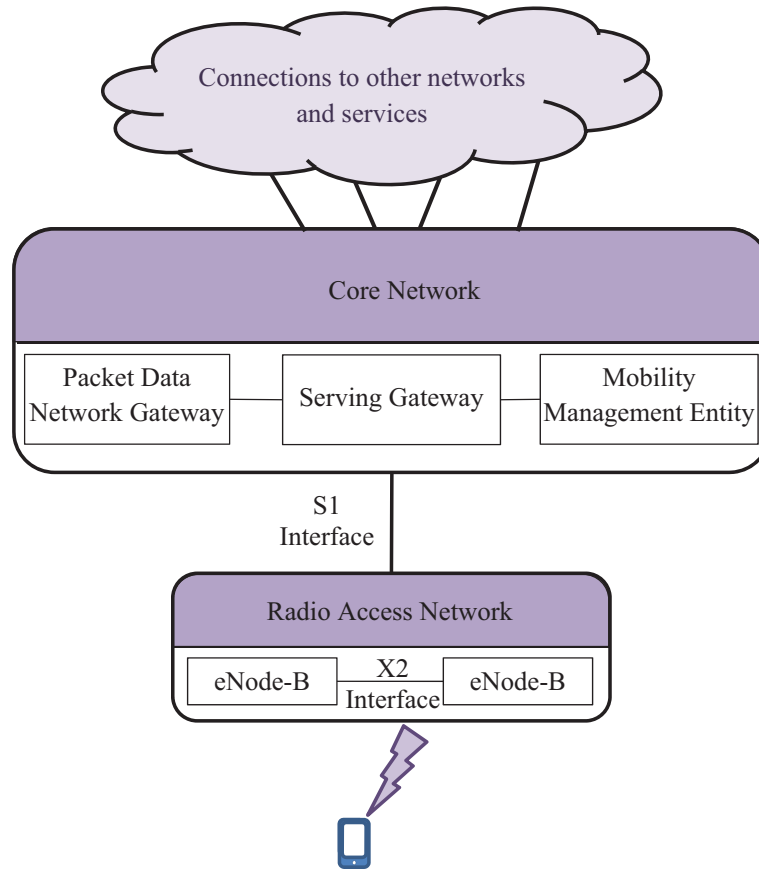 Connections to other networks
and services
Core Network
Packet Data
Network Gateway
Serving Gateway
Mobility
Management Entity
S1
Interface
Radio Access Network
eNode-B
X2
Interface
eNode-B